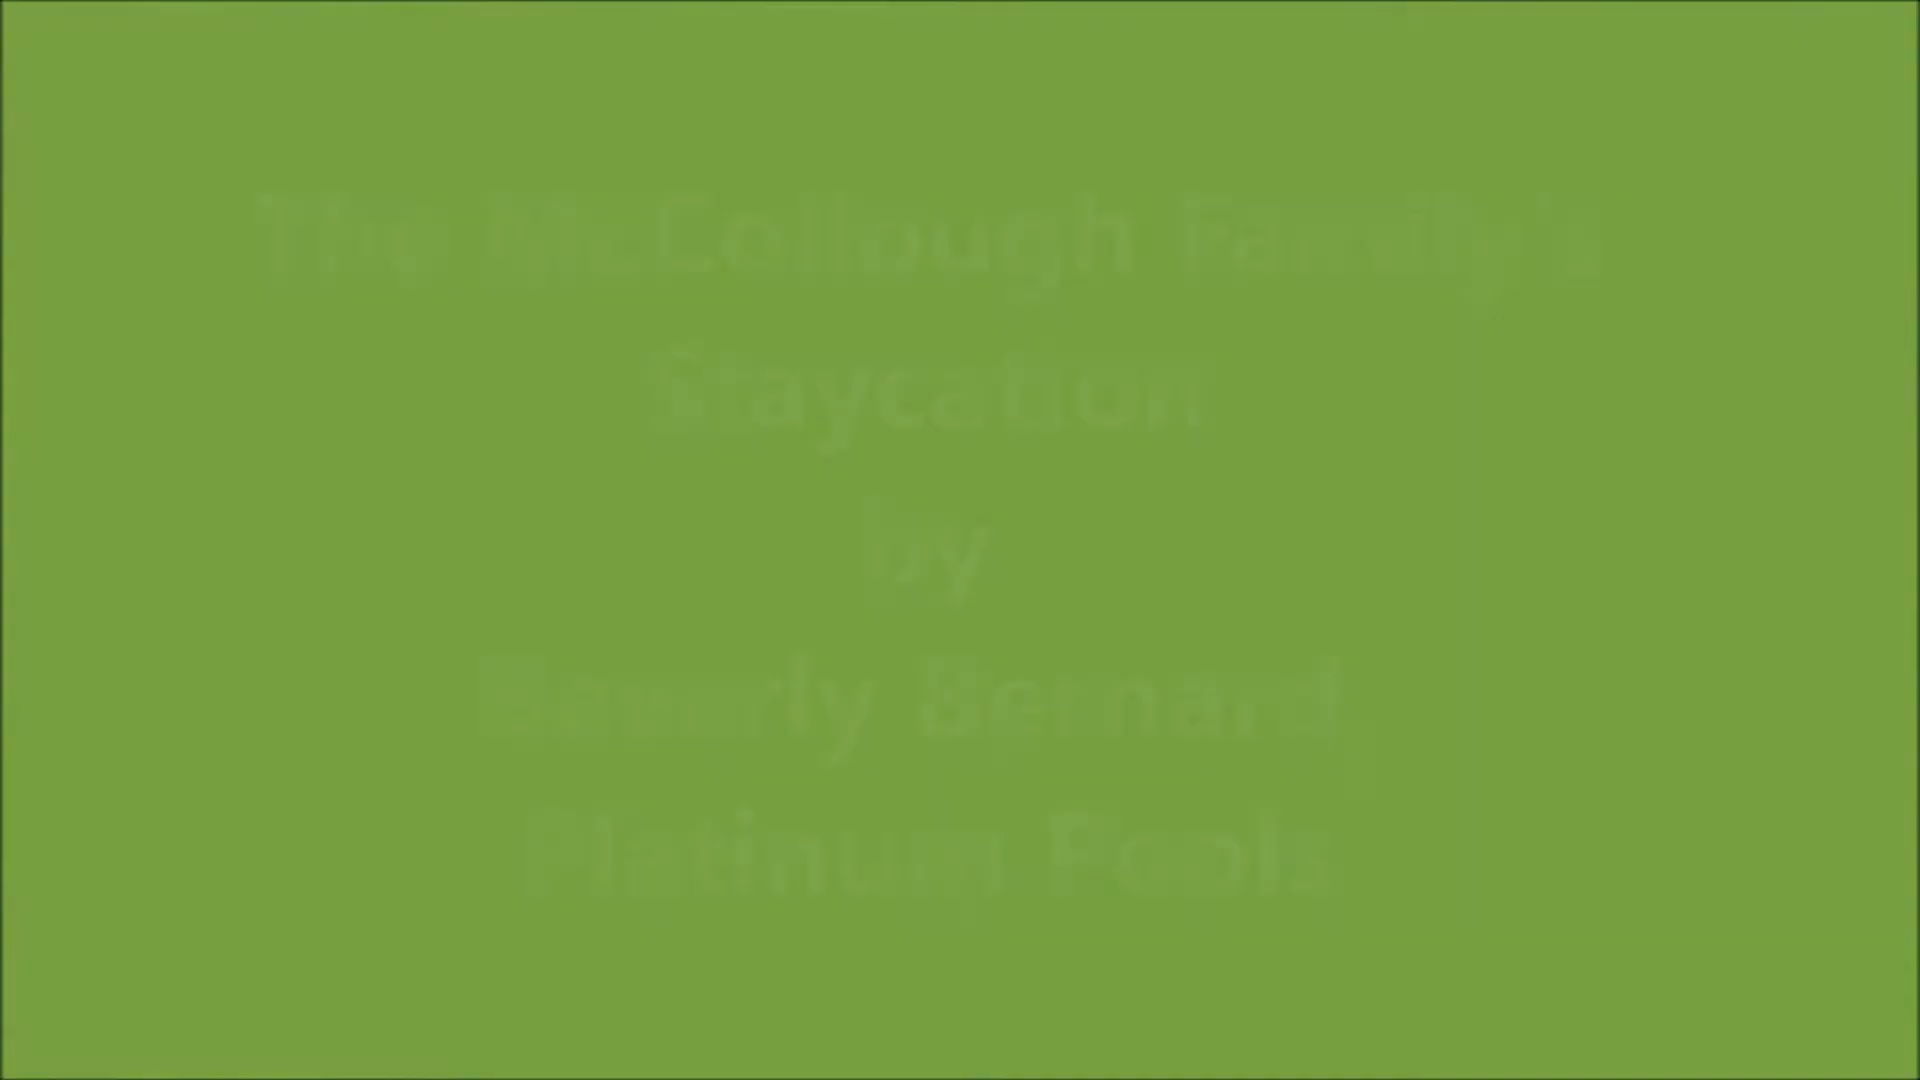 The McCollough Family's
Staycation
by
Beverly Bernard
Platinum Pools